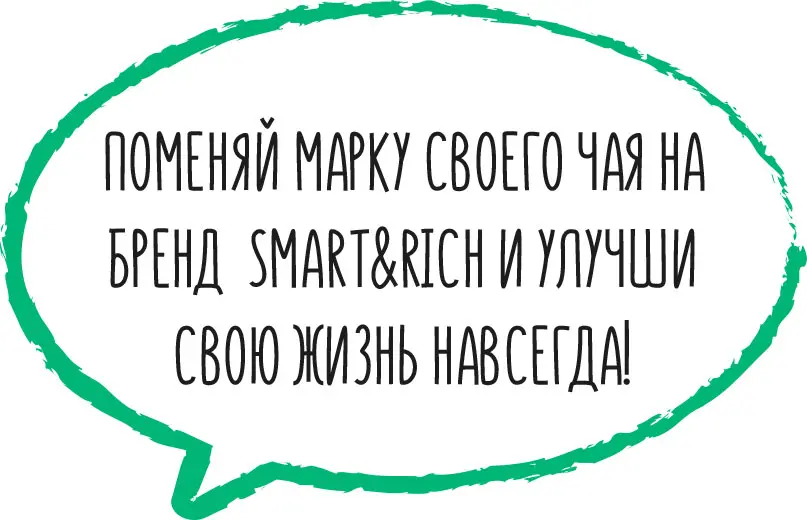 ПОМЕНЯЙ МАРКУ СВОЕГО ЧАЯ НА
БРЕНД SMART&RICH И УЛУЧШИ
СВОЮ ЖИЗНЬ НАВСЕГДА!